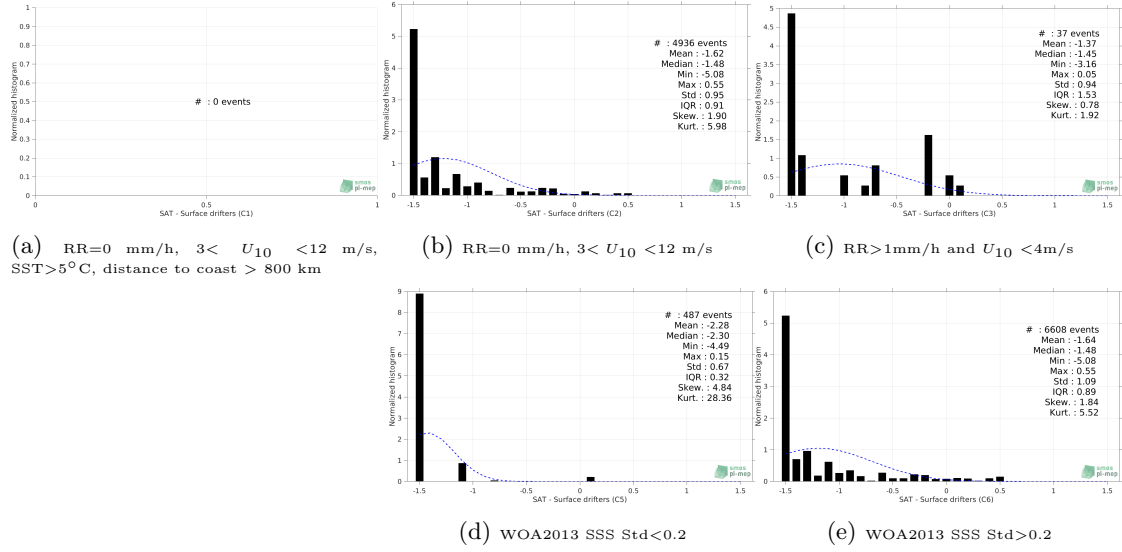 1
0.9
0.8
0.7
0.6
0.5
0.4
0.3
0.2
0.1
0
Normalized histogram
# : 0 events
0 0.5 1
SAT - Surface drifters (C1)
smos
pi-mep
(a) RR=0 mm/h, 3< U10 <12 m/s,
SST>5°C, distance to coast > 800 km
6
5
4
3
2
1
0
Normalized histogram
# : 4936 events
Mean : -1.62
Median : -1.48
Min : -5.08
Max : 0.55
Std : 0.95
IQR : 0.91
Skew. : 1.90
Kurt. : 5.98
-1.5 -1 -0.5 0 0.5 1 1.5
SAT - Surface drifters (C2)
smos
pi-mep
(b) RR=0 mm/h, 3< U10 <12 m/s
5
4.5
4
3.5
3
2.5
2
1.5
1
0.5
0
Normalized histogram
# : 37 events
Mean : -1.37
Median : -1.45
Min : -3.16
Max : 0.05
Std : 0.94
IQR : 1.53
Skew. : 0.78
Kurt. : 1.92
-1.5 -1 -0.5 0 0.5 1 1.5
SAT - Surface drifters (C3)
smos
pi-mep
(c) RR>1mm/h and U10 <4m/s
9
8
7
6
5
4
3
2
1
0
Normalized histogram
# : 487 events
Mean : -2.28
Median : -2.30
Min : -4.49
Max : 0.15
Std : 0.67
IQR : 0.32
Skew. : 4.84
Kurt. : 28.36
-1.5 -1 -0.5 0 0.5 1 1.5
SAT - Surface drifters (C5)
smos
pi-mep
(d) WOA2013 SSS Std<0.2
6
5
4
3
2
1
0
Normalized histogram
# : 6608 events
Mean : -1.64
Median : -1.48
Min : -5.08
Max : 0.55
Std : 1.09
IQR : 0.89
Skew. : 1.84
Kurt. : 5.52
-1.5 -1 -0.5 0 0.5 1 1.5
SAT - Surface drifters (C6)
smos
pi-mep
(e) WOA2013 SSS Std>0.2